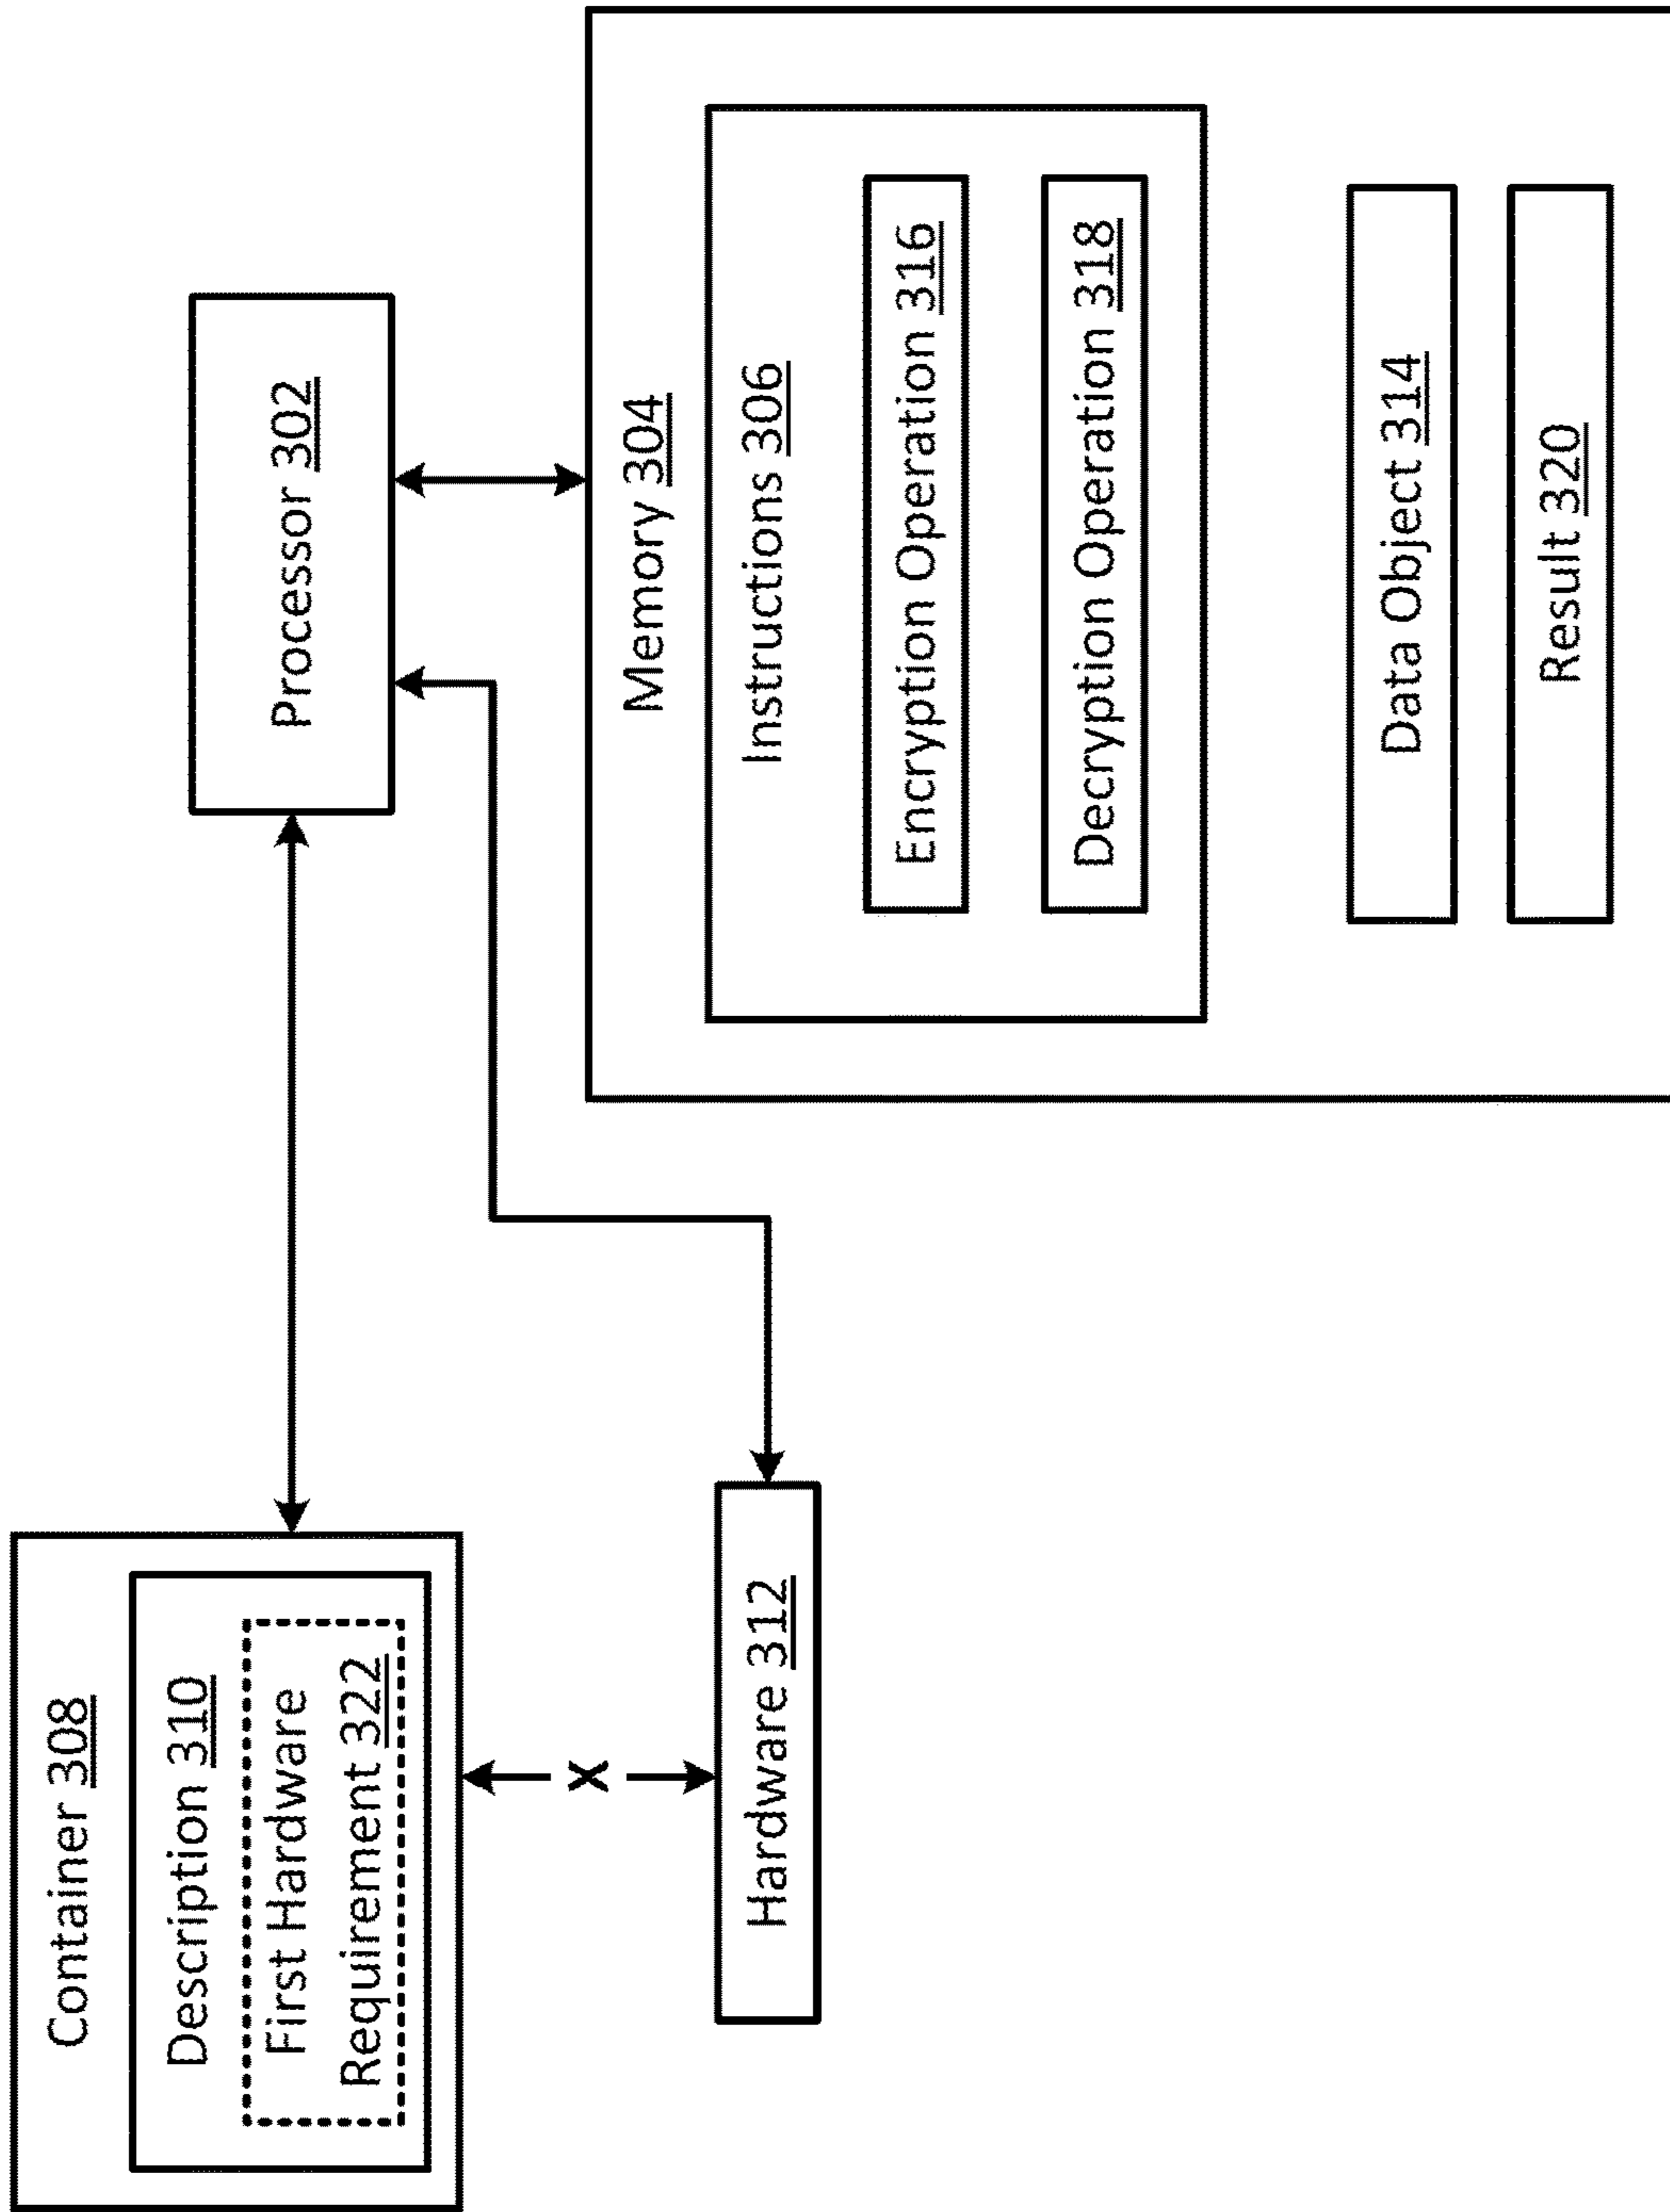 Container 308
Description 310
First Hardware
Requirement 322
X
Hardware 312
Processor 302
Memory 304
Instructions 306
Encryption Operation 316
Decryption Operation 318
Data Object 314
Result 320